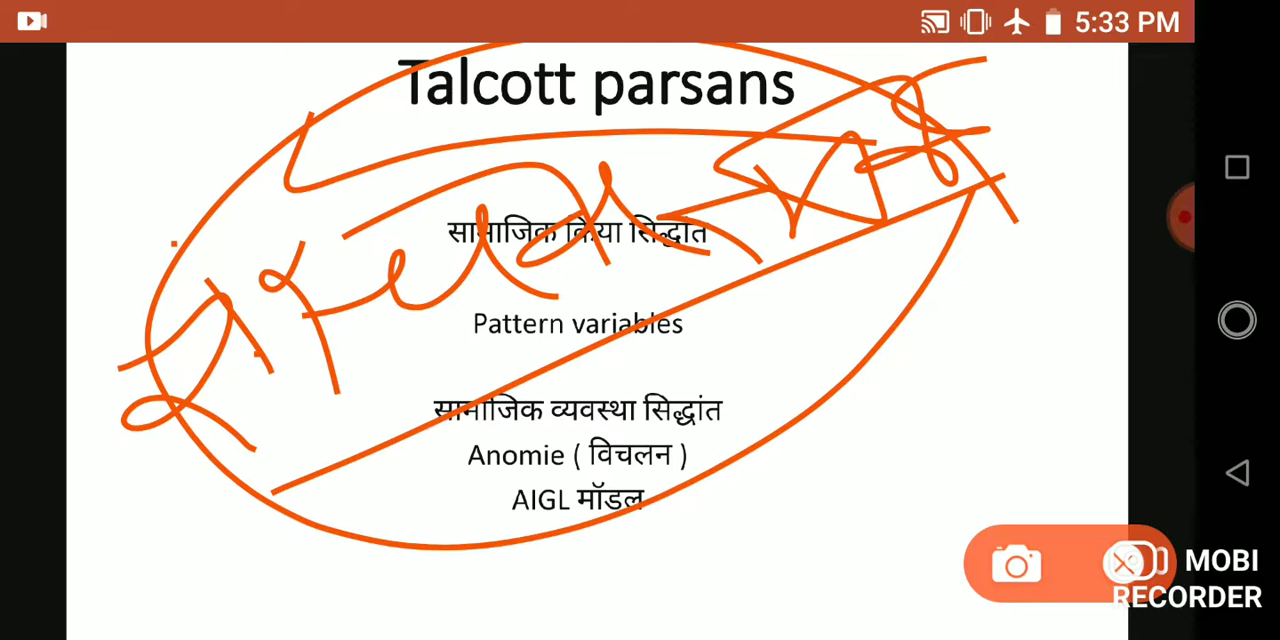 5:33 PM
Talcott parsans
सामाजिक क्रिया सिद्धांत
Pattern variables
सामाजिक व्यवस्था सिद्धांत
Anomie ( विचलन )
AIGL मॉडल
MOBI
RECORDER